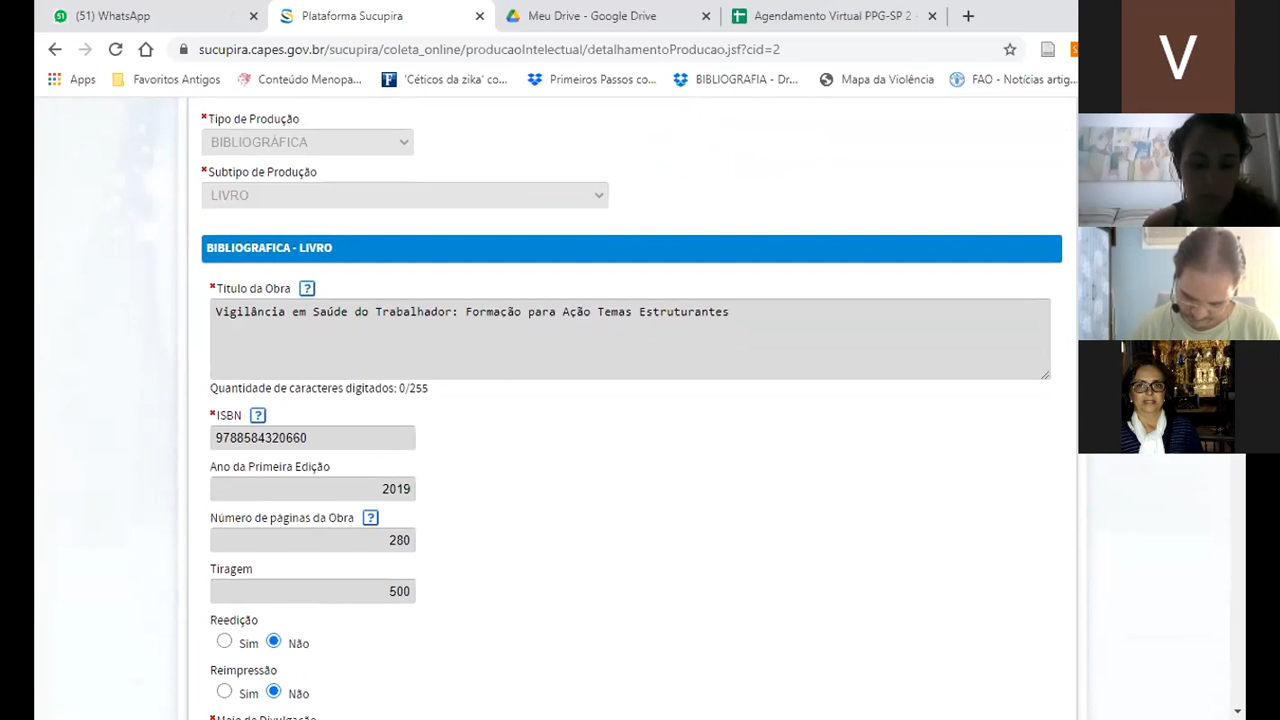 (51) WhatsApp
Plataforma Sucupira
Meu Drive - Google Drive
Agendamento Virtual PPG-SP 2 -
sucupira.capes.gov.br/sucupira/coleta_online/producaoIntelectual/detalhamentoProducao.jsf?cid=2
Apps
Favoritos Antigos
Conteúdo Menopa...
'Céticos da zika' co...
Primeiros Passos co...
BIBLIOGRAFIA - Dr...
Mapa da Violência
FAO - Notícias artig...
V
*Tipo de Produção
BIBLIOGRÁFICA
*Subtipo de Produção
LIVRO
BIBLIOGRAFICA - LIVRO
*Título da Obra ?
Vigilância em Saúde do Trabalhador: Formação para Ação Temas Estruturantes
Quantidade de caracteres digitados: 0/255
*ISBN ?
9788584320660
Ano da Primeira Edição
2019
Número de páginas da Obra ?
280
Tiragem
500
Reedição
Sim Não
Reimpressão
Sim Não
*Meio de Divulgação